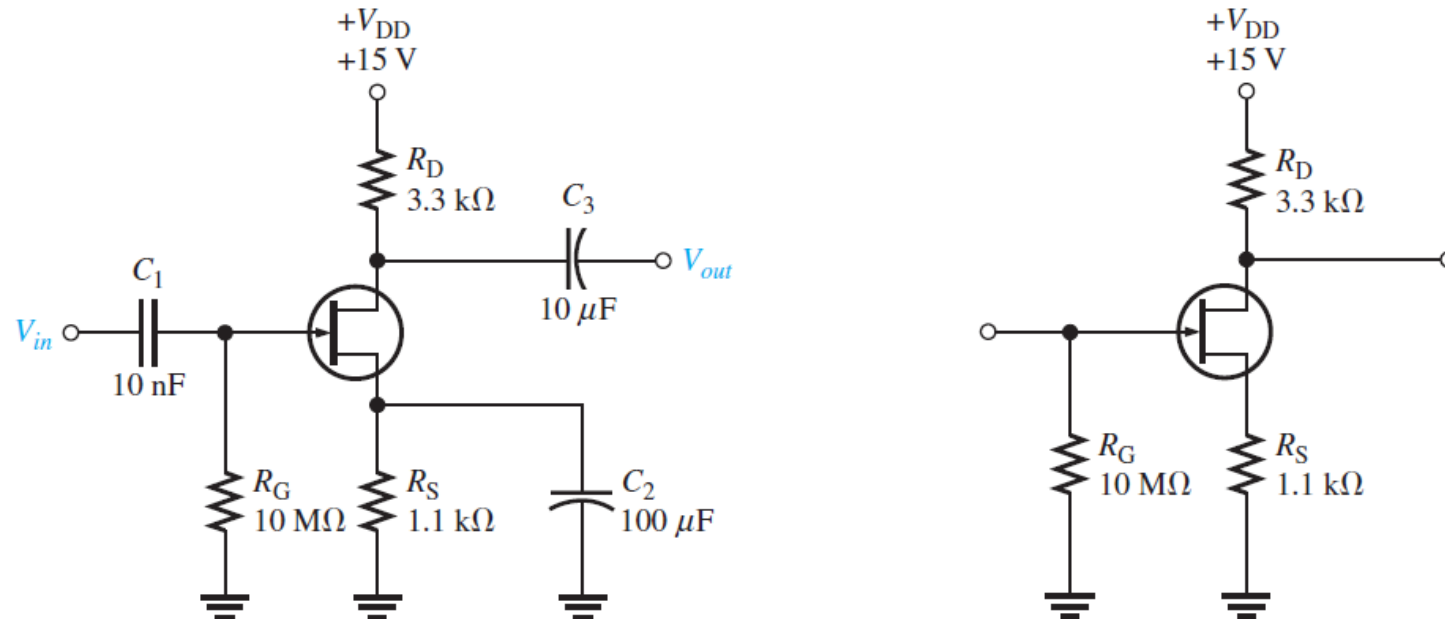 +VDD
+15 V
RD
3.3 kΩ
C3
Vout
10 μF
C1
Vin
10 nF
RG
10 MΩ
RS
1.1 kΩ
C2
100 μF
+VDD
+15 V
RD
3.3 kΩ
RG
10 MΩ
RS
1.1 kΩ